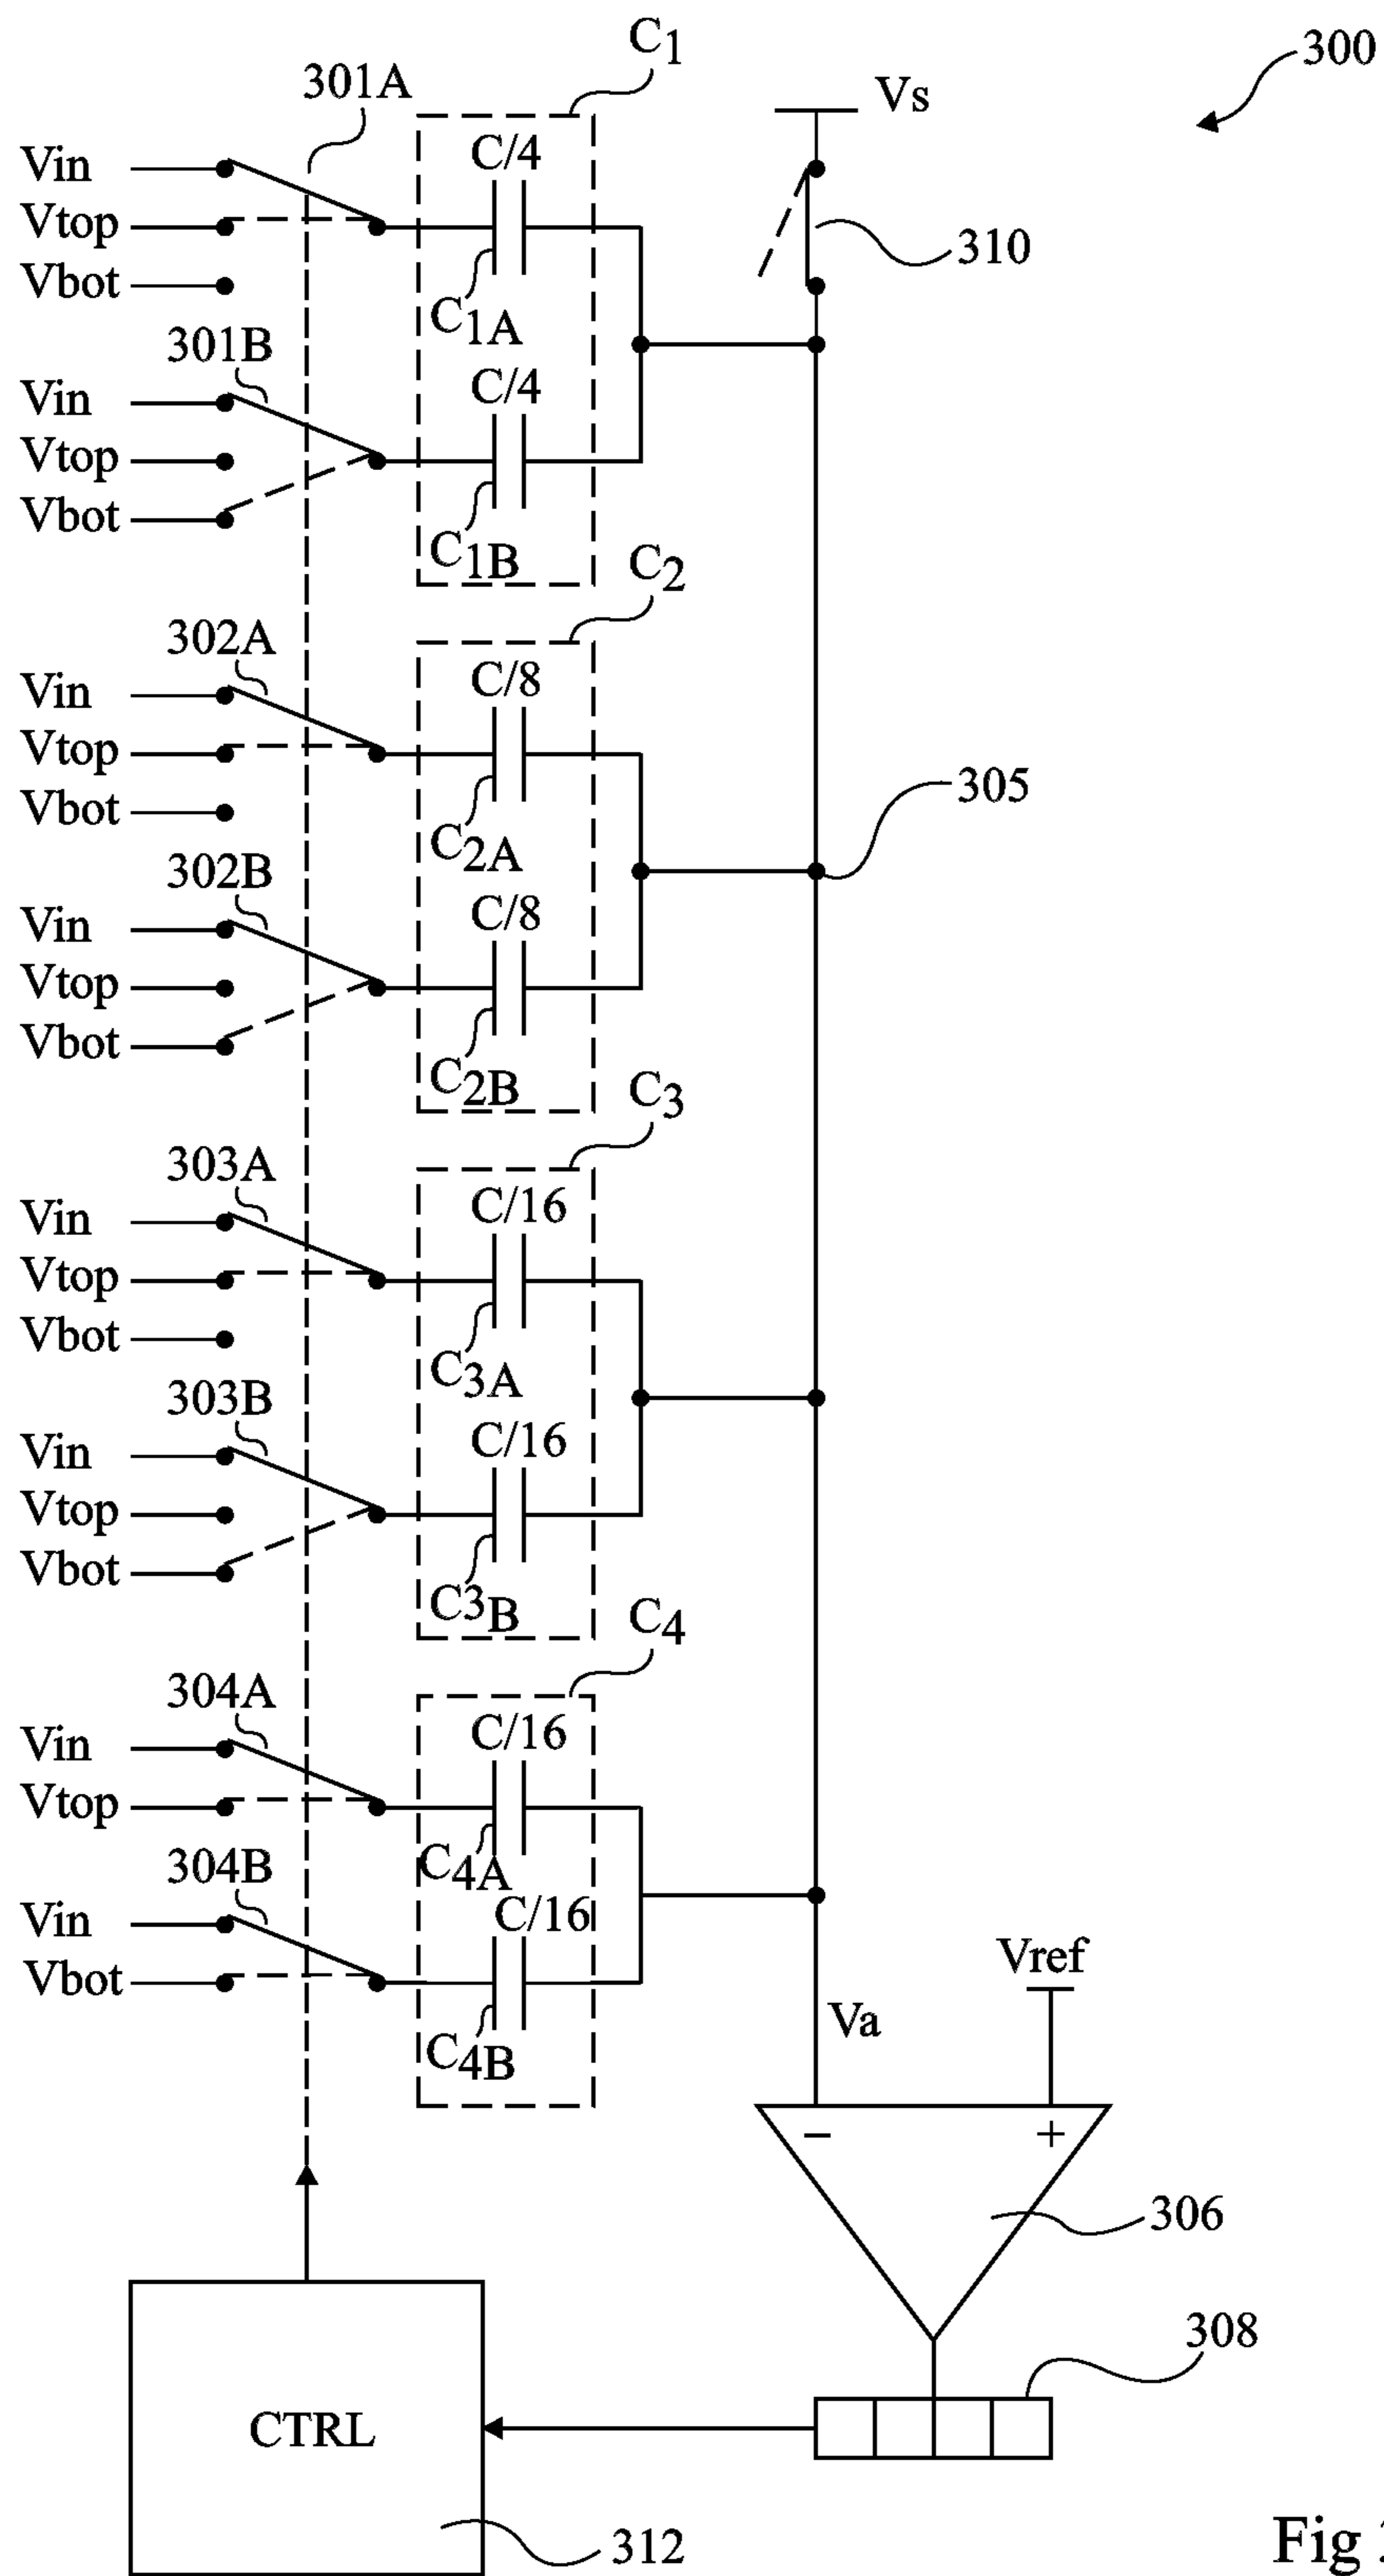 300
C1
301A
Vs
Vin
C/4
Vtop
310
Vbot
C1A
301B
Vin
C/4
Vtop
Vbot
C1B
C2
302A
Vin
C/8
Vtop
305
Vbot
C2A
302B
Vin
C/8
Vtop
Vbot
C2B
C3
303A
Vin
C/16
Vtop
Vbot
C3A
303B
Vin
C/16
Vtop
Vbot
C3B
C4
304A
Vin
C/16
Vtop
C4A
304B
Vin
C/16
Vbot
Vref
Va
C4B
− +
306
308
CTRL
312
Fig